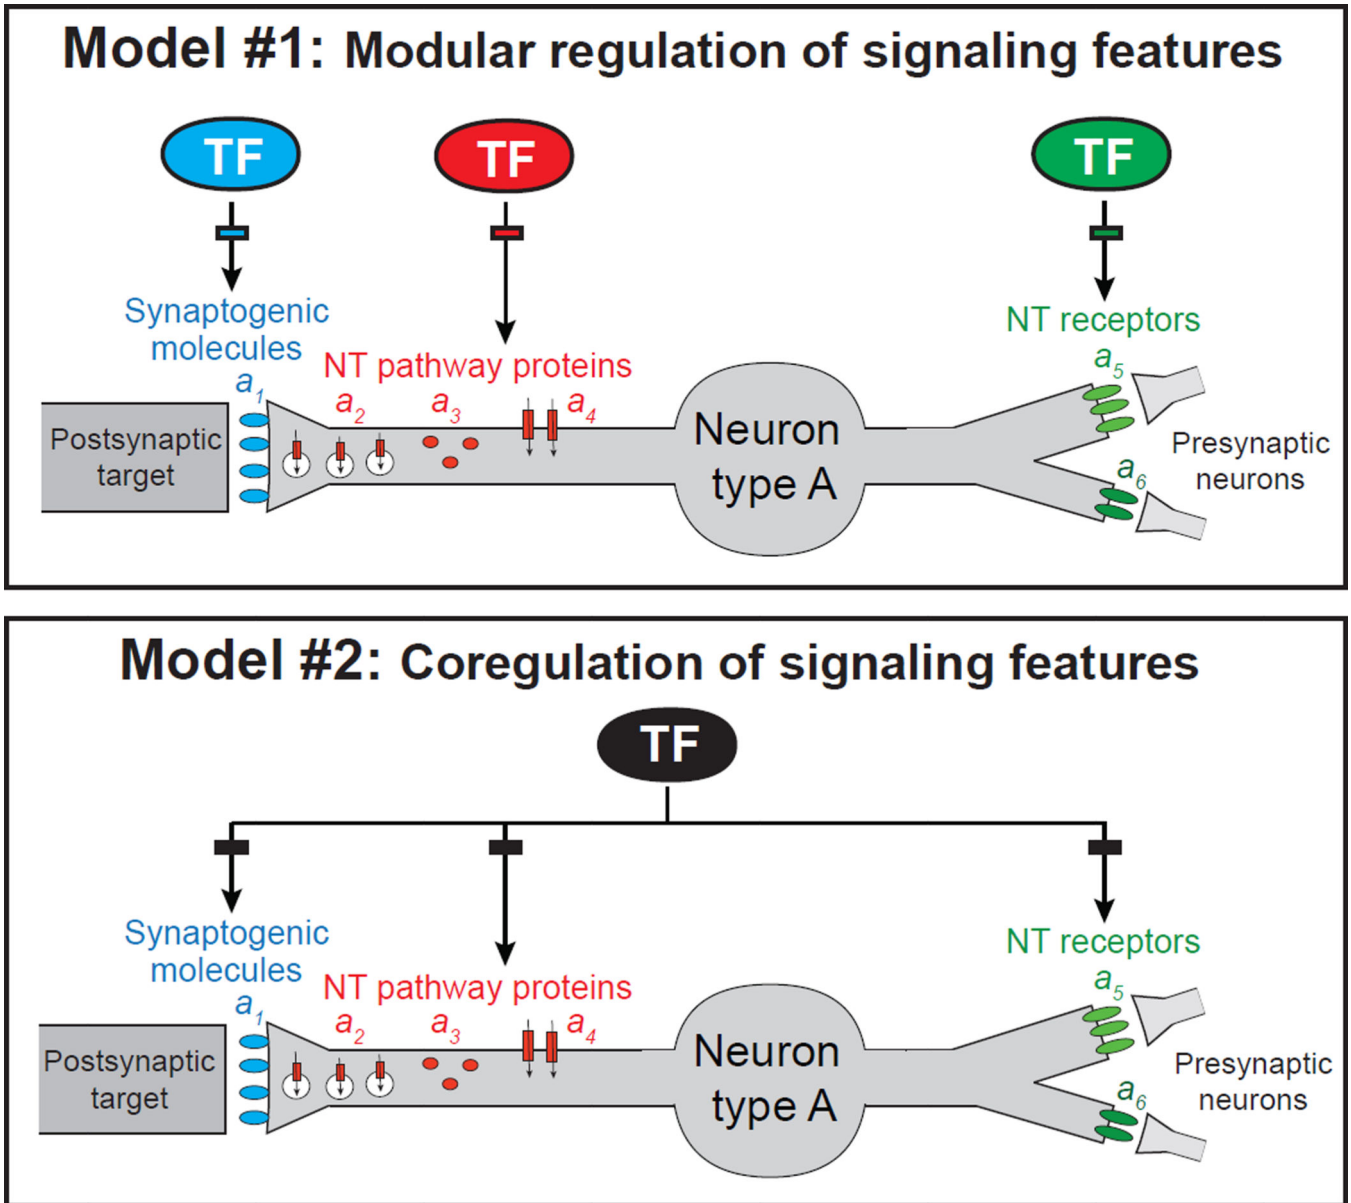 Model #1: Modular regulation of signaling features
TF
TF
TF
Synaptogenic
molecules
NT pathway proteins
NT receptors
a1
a2
a3
a4
a5
a6
Postsynaptic
target
Neuron
type A
Presynaptic
neurons
Model #2: Coregulation of signaling features
TF
Synaptogenic
molecules
NT pathway proteins
NT receptors
a1
a2
a3
a4
a5
a6
Postsynaptic
target
Neuron
type A
Presynaptic
neurons